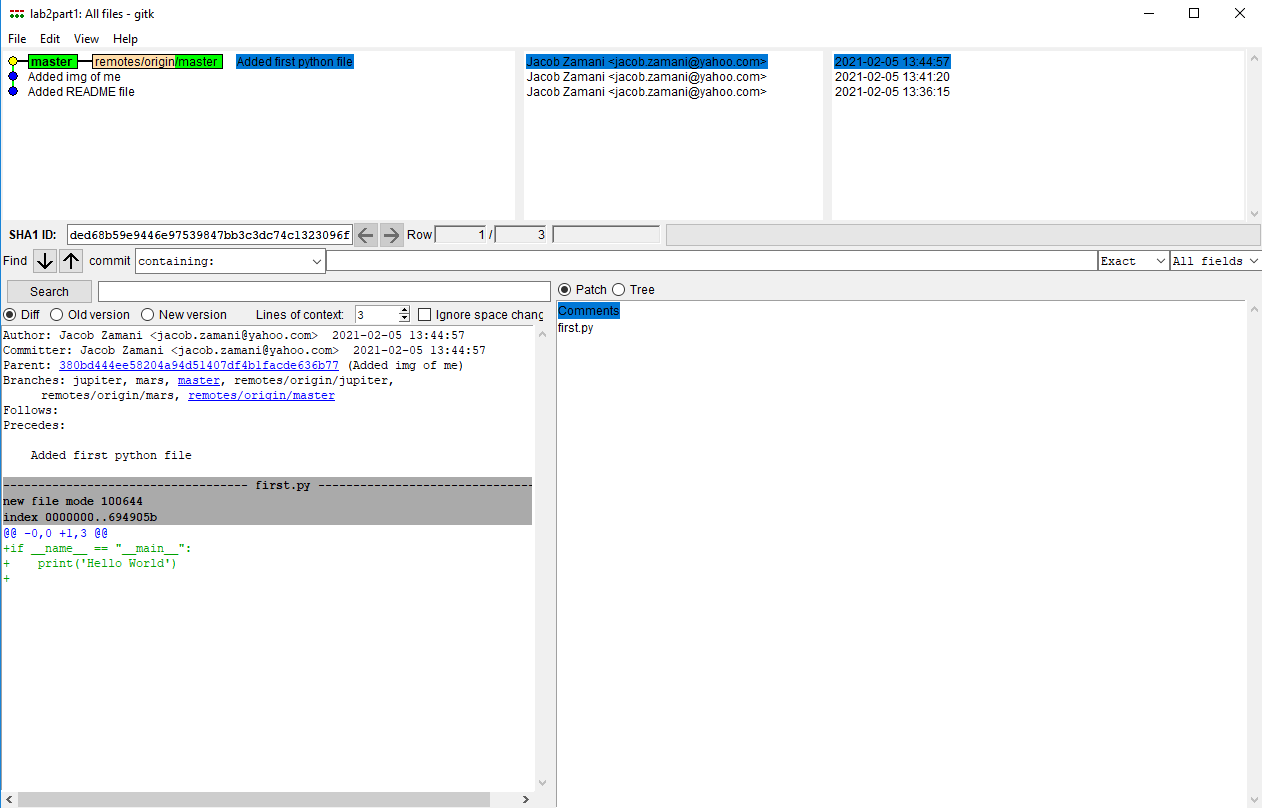 lab2part1: All files - gitk
File Edit View Help
master remotes/origin/master Added first python file Jacob Zamani <jacob.zamani@yahoo.com> 2021-02-05 13:44:57
Added img of me Jacob Zamani <jacob.zamani@yahoo.com> 2021-02-05 13:41:20
Added README file Jacob Zamani <jacob.zamani@yahoo.com> 2021-02-05 13:36:15
SHA1 ID: ded68b59e9446e97539847bb3c3dc74c1323096f Row 1 / 3
Find commit containing: Exact All fields
Search
Diff Old version New version Lines of context: 3 Ignore space chang
Author: Jacob Zamani <jacob.zamani@yahoo.com> 2021-02-05 13:44:57
Committer: Jacob Zamani <jacob.zamani@yahoo.com> 2021-02-05 13:44:57
Parent: 380bd444ee58204a94d51407df4b1facde636b77 (Added img of me)
Branches: jupiter, mars, master, remotes/origin/jupiter,
remotes/origin/mars, remotes/origin/master
Follows:
Precedes:
Added first python file
----------------------------------- first.py -------------------------------
new file mode 100644
index 0000000..694905b
@@ -0,0 +1,3 @@
+if __name__ == "__main__":
+    print('Hello World')
+
Patch Tree
Comments
first.py